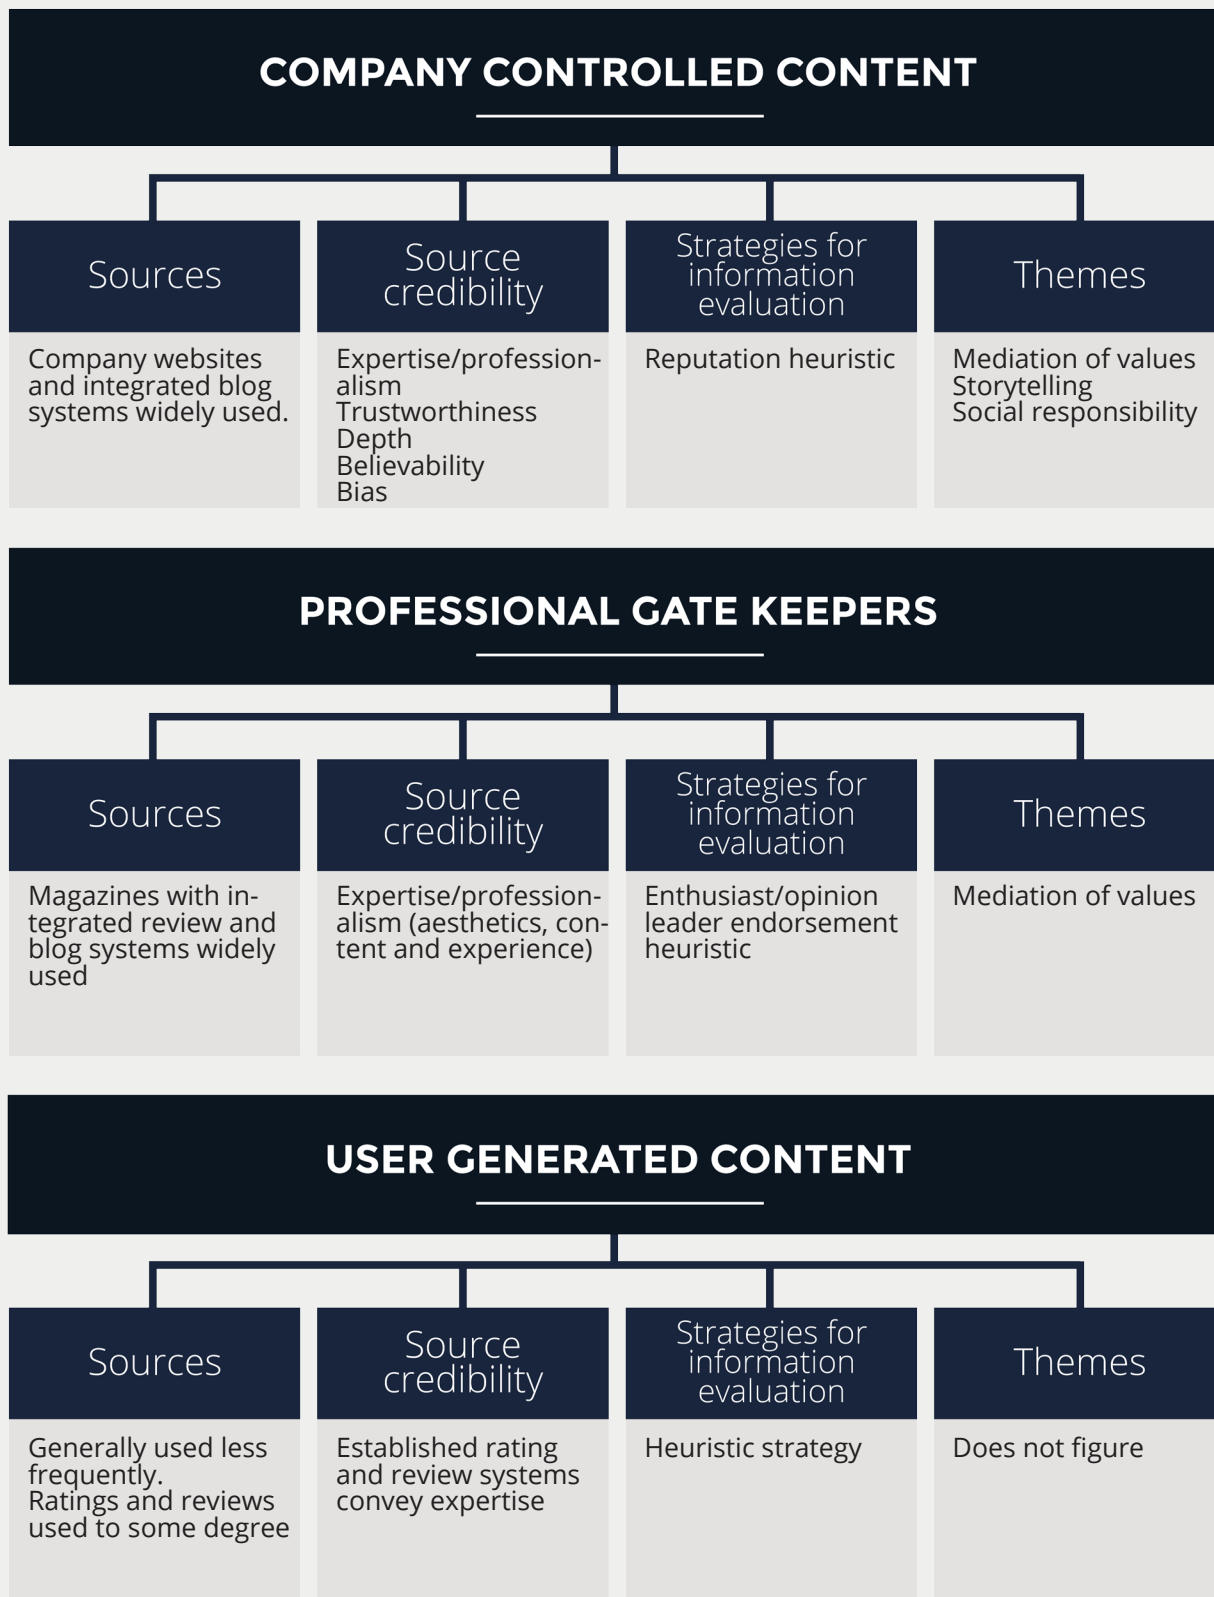 COMPANY CONTROLLED CONTENT
Sources
Company websites
and integrated blog
systems widely used.
Source
credibility
Expertise/profession-
alism
Trustworthiness
Depth
Believability
Bias
Strategies for
information
evaluation
Reputation heuristic
Themes
Mediation of values
Storytelling
Social responsibility
PROFESSIONAL GATE KEEPERS
Sources
Magazines with in-
tegrated review and
blog systems widely
used
Source
credibility
Expertise/profession-
alism (aesthetics, con-
tent and experience)
Strategies for
information
evaluation
Enthusiast/opinion
leader endorsement
heuristic
Themes
Mediation of values
USER GENERATED CONTENT
Sources
Generally used less
frequently.
Ratings and reviews
used to some degree
Source
credibility
Established rating
and review systems
convey expertise
Strategies for
information
evaluation
Heuristic strategy
Themes
Does not figure